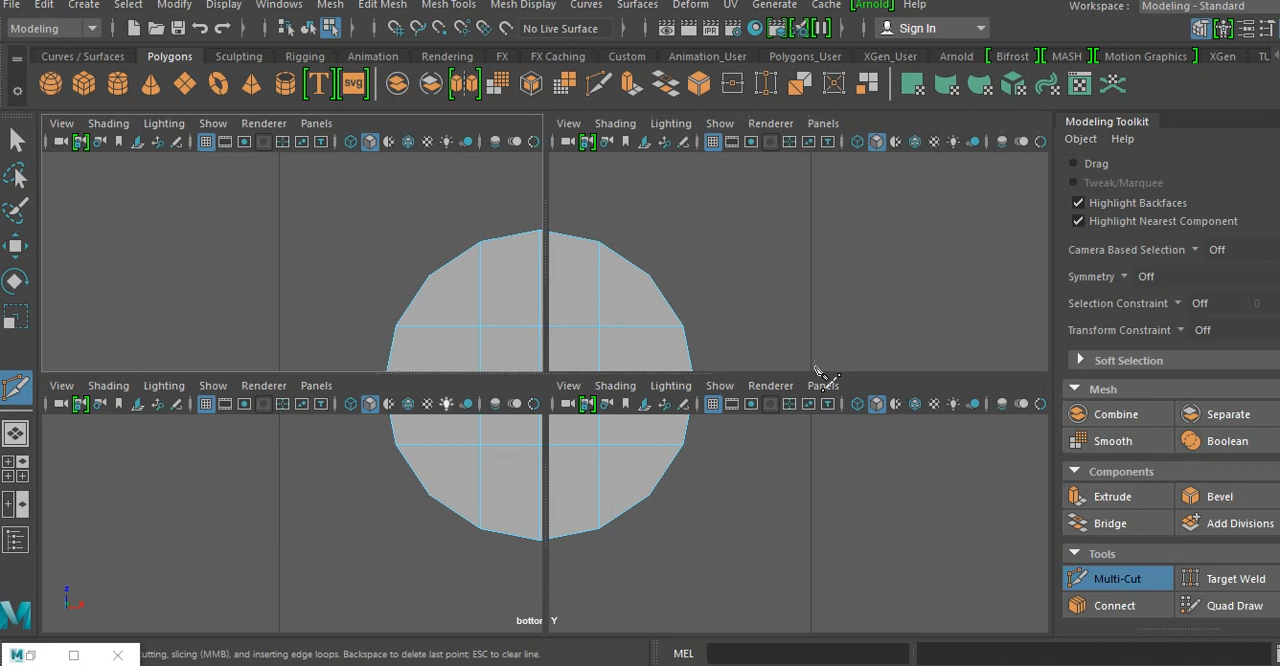 File Edit Create Select Modify Display Windows Mesh Edit Mesh Mesh Tools Mesh Display Curves Surfaces Deform UV Generate Cache Arnold Help Workspace : Modeling - Standard
Modeling No Live Surface Sign In
Curves / Surfaces Polygons Sculpting Rigging Animation Rendering FX FX Caching Custom Animation_User Polygons_User XGen_User Arnold Bifrost MASH Motion Graphics XGen TU
T SVG
View Shading Lighting Show Renderer Panels
View Shading Lighting Show Renderer Panels
Modeling Toolkit
Object Help
Drag
Tweak/Marquee
Highlight Backfaces
Highlight Nearest Component
Camera Based Selection Off
Symmetry Off
Selection Constraint Off 0
Transform Constraint Off
Soft Selection
View Shading Lighting Show Renderer Panels
View Shading Lighting Show Renderer Panels
Mesh
Combine Separate
Smooth Boolean
Components
Extrude Bevel
Bridge Add Divisions
Tools
Multi-Cut Target Weld
Connect Quad Draw
z
bottor Y
cutting, slicing (MMB), and inserting edge loops. Backspace to delete last point; ESC to clear line.
MEL